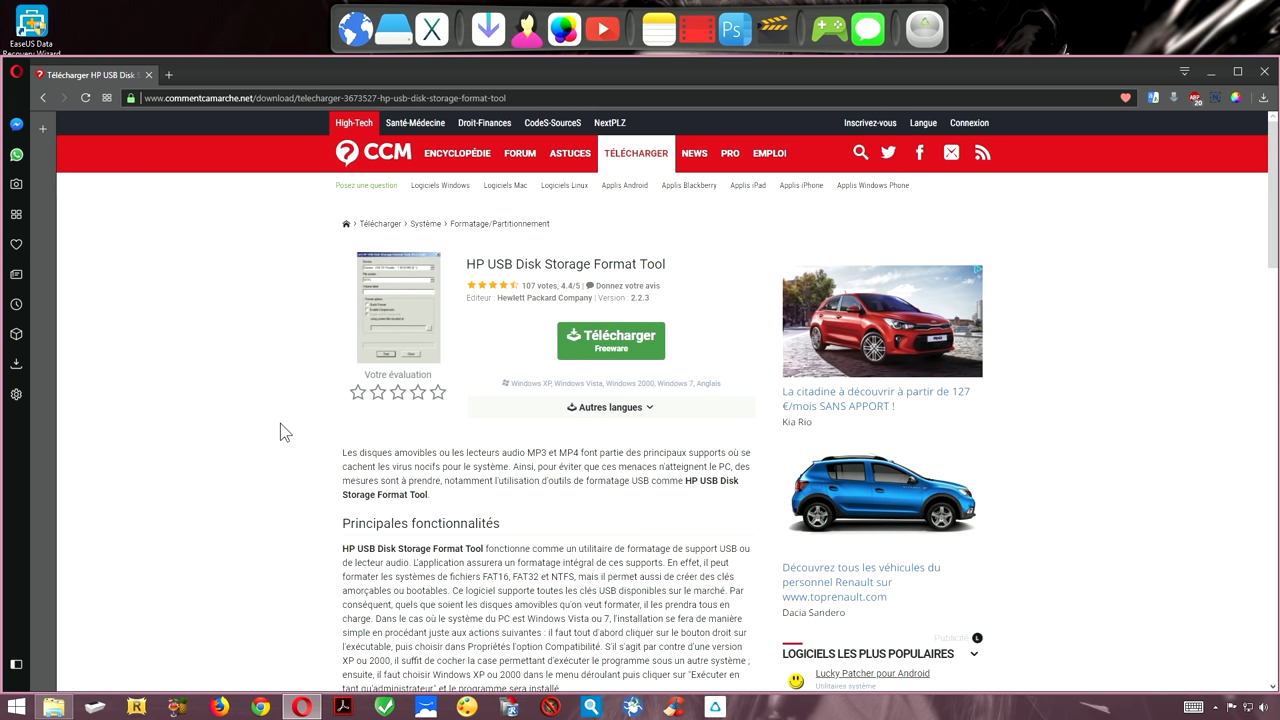 EaseUS Data
Recovery Wizard
Ps
Télécharger HP USB Disk S
www.commentcamarche.net/download/telecharger-3673527-hp-usb-disk-storage-format-tool
ABP
20
High-Tech Santé-Médecine Droit-Finances CodeS-SourceS NextPLZ Inscrivez-vous Langue Connexion
CCM ENCYCLOPÉDIE FORUM ASTUCES TÉLÉCHARGER NEWS PRO EMPLOI
Posez une question Logiciels Windows Logiciels Mac Logiciels Linux Applis Android Applis Blackberry Applis iPad Applis iPhone Applis Windows Phone
Télécharger › Système › Formatage/Partitionnement
HP USB Disk Storage Format Tool
107 votes, 4.4/5 | Donnez votre avis
Editeur : Hewlett Packard Company | Version : 2.2.3
Télécharger
Freeware
Votre évaluation
Windows XP, Windows Vista, Windows 2000, Windows 7, Anglais
Autres langues
Les disques amovibles ou les lecteurs audio MP3 et MP4 font partie des principaux supports où se
cachent les virus nocifs pour le système. Ainsi, pour éviter que ces menaces n'atteignent le PC, des
mesures sont à prendre, notamment l'utilisation d'outils de formatage USB comme HP USB Disk
Storage Format Tool.
Principales fonctionnalités
HP USB Disk Storage Format Tool fonctionne comme un utilitaire de formatage de support USB ou
de lecteur audio. L'application assurera un formatage intégral de ces supports. En effet, il peut
formater les systèmes de fichiers FAT16, FAT32 et NTFS, mais il permet aussi de créer des clés
amorçables ou bootables. Ce logiciel supporte toutes les clés USB disponibles sur le marché. Par
conséquent, quels que soient les disques amovibles qu'on veut formater, il les prendra tous en
charge. Dans le cas où le système du PC est Windows Vista ou 7, l'installation se fera de manière
simple en procédant juste aux actions suivantes : il faut tout d'abord cliquer sur le bouton droit sur
l'exécutable, puis choisir dans Propriétés l'option Compatibilité. S'il s'agit par contre d'une version
XP ou 2000, il suffit de cocher la case permettant d'exécuter le programme sous un autre système ;
ensuite, il faut choisir Windows XP ou 2000 dans le menu déroulant puis cliquer sur "Exécuter en
tant qu'administrateur" et le programme sera installé.
La citadine à découvrir à partir de 127
€/mois SANS APPORT !
Kia Rio
Découvrez tous les véhicules du
personnel Renault sur
www.toprenault.com
Dacia Sandero
Publicité
LOGICIELS LES PLUS POPULAIRES
Lucky Patcher pour Android
Utilitaires système